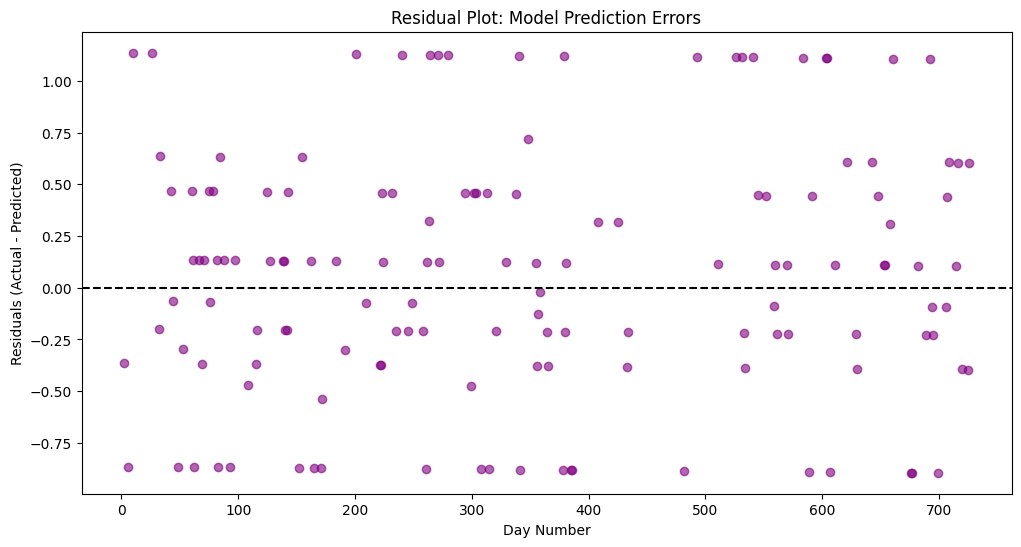 Residual Plot: Model Prediction Errors
Residuals (Actual - Predicted)
1.00
0.75
0.50
0.25
0.00
−0.25
−0.50
−0.75
0 100 200 300 400 500 600 700
Day Number